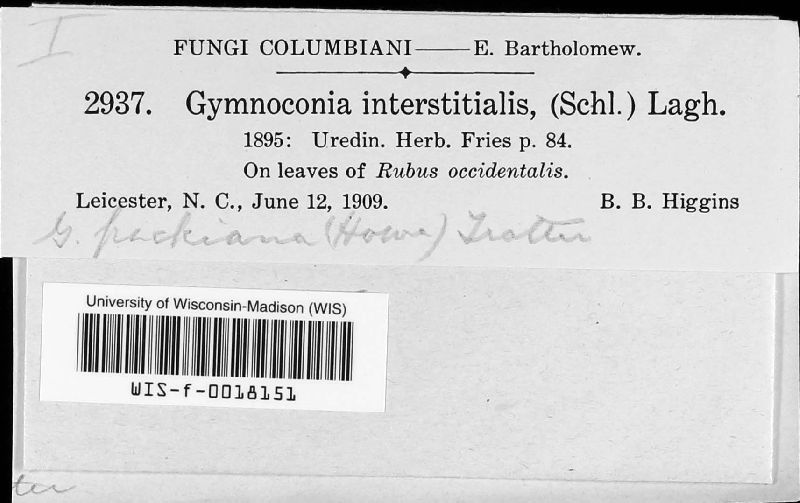 I
FUNGI COLUMBIANI——E. Bartholomew.
2937. Gymnoconia interstitialis, (Schl.) Lagh.
1895: Uredin. Herb. Fries p. 84.
On leaves of Rubus occidentalis.
Leicester, N. C., June 12, 1909. B. B. Higgins
G. peckiana (Howe) Trotter
University of Wisconsin-Madison (WIS)
WIS-f-0018151
ter